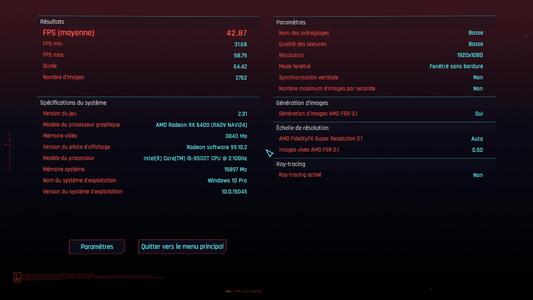 Résultats
FPS (moyenne) 42.87
FPS min. 31.58
FPS max 58.79
Durée 64.42
Nombre d'images 2762
Spécifications du système
Version du jeu 2.31
Modèle du processeur graphique AMD Radeon RX 6400 (RADV NAVI24)
Mémoire vidéo 3840 Mo
Version du pilote d'affichage Radeon software 99.10.2
Modèle du processeur Intel(R) Core(TM) i5-8500T CPU @ 2.10GHz
Mémoire système 15897 Mo
Nom du système d'exploitation Windows 10 Pro
Version du système d'exploitation 10.0.19045
Paramètres
Nom des préréglages Basse
Qualité des textures Basse
Résolution 1920x1080
Mode fenêtré Fenêtré sans bordure
Synchronisation verticale Non
Nombre maximum d'images par seconde Non
Génération d'images
Génération d'images AMD FSR 3.1 Oui
Échelle de résolution
AMD FidelityFX Super Resolution 2.1 Auto
Images vives AMD FSR 2.1 0.50
Ray-tracing
Ray-tracing activé Non
Paramètres
Quitter vers le menu principal